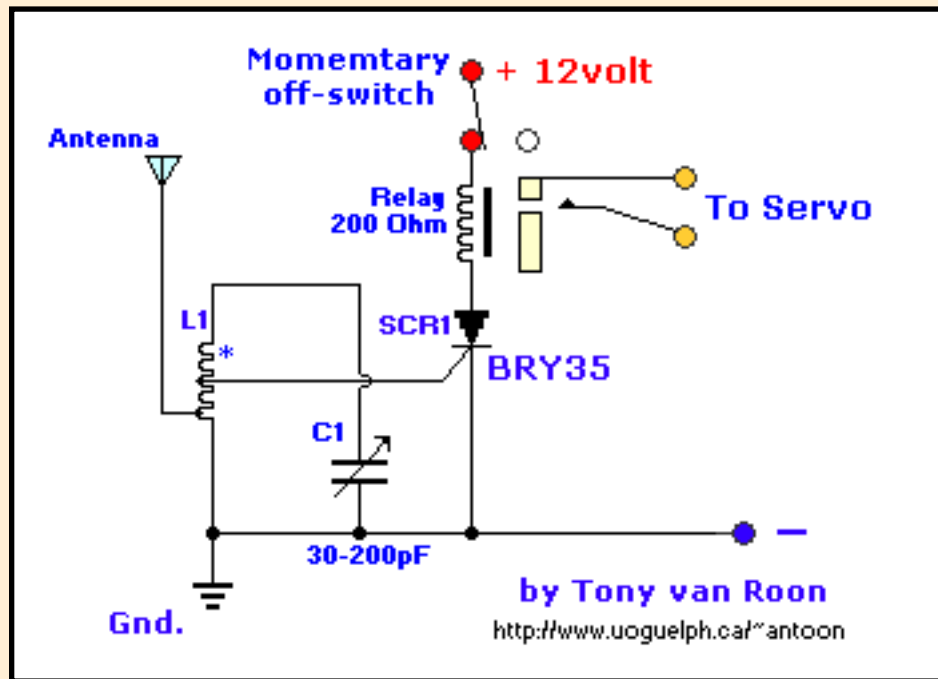 Momemtary
off-switch
+ 12volt
Antenna
Relay
200 Ohm
To Servo
L1
*
SCR1
BRY35
C1
30-200pF
−
Gnd.
by Tony van Roon
http://www.uoguelph.ca/~antoon